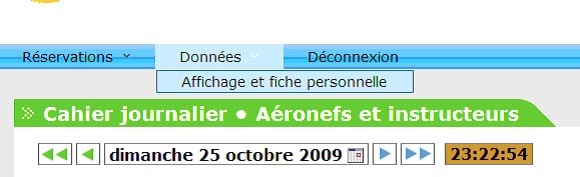 Réservations Données Déconnexion
Affichage et fiche personnelle
Cahier journalier • Aéronefs et instructeurs
dimanche 25 octobre 2009 23:22:54